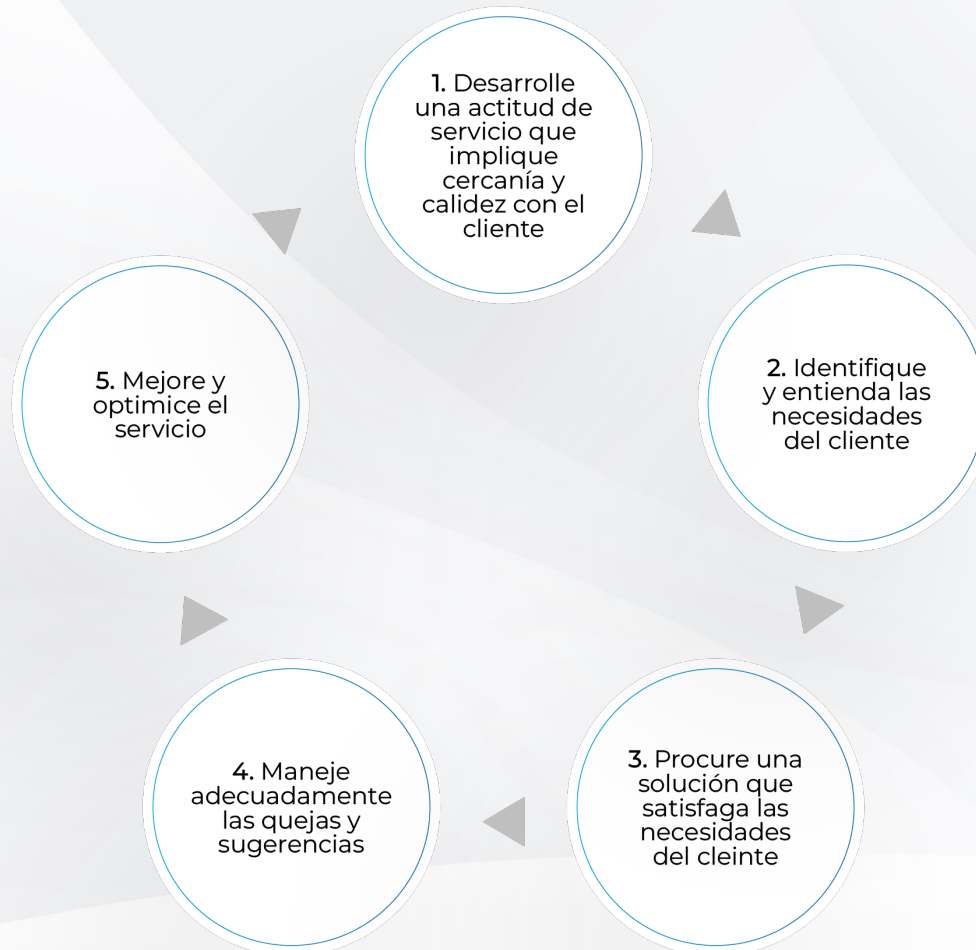 1. Desarrolle
una actitud de
servicio que
implique
cercanía y
calidez con el
cliente
2. Identifique
y entienda las
necesidades
del cliente
3. Procure una
solución que
satisfaga las
necesidades
del cleinte
4. Maneje
adecuadamente
las quejas y
sugerencias
5. Mejore y
optimice el
servicio